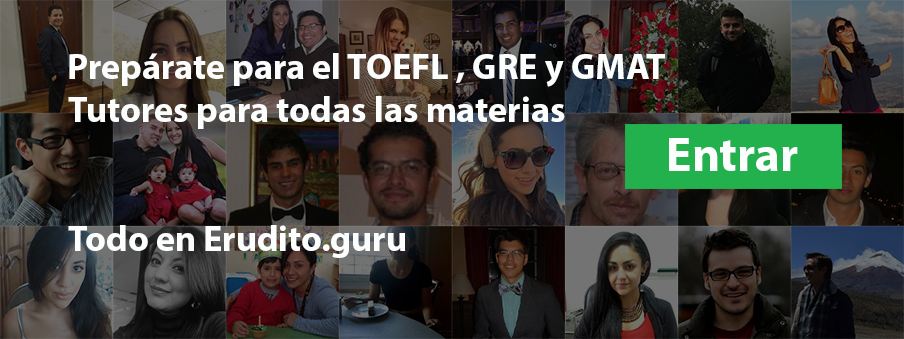 Prepárate para el TOEFL , GRE y GMAT
Tutores para todas las materias
Entrar
Todo en Erudito.guru